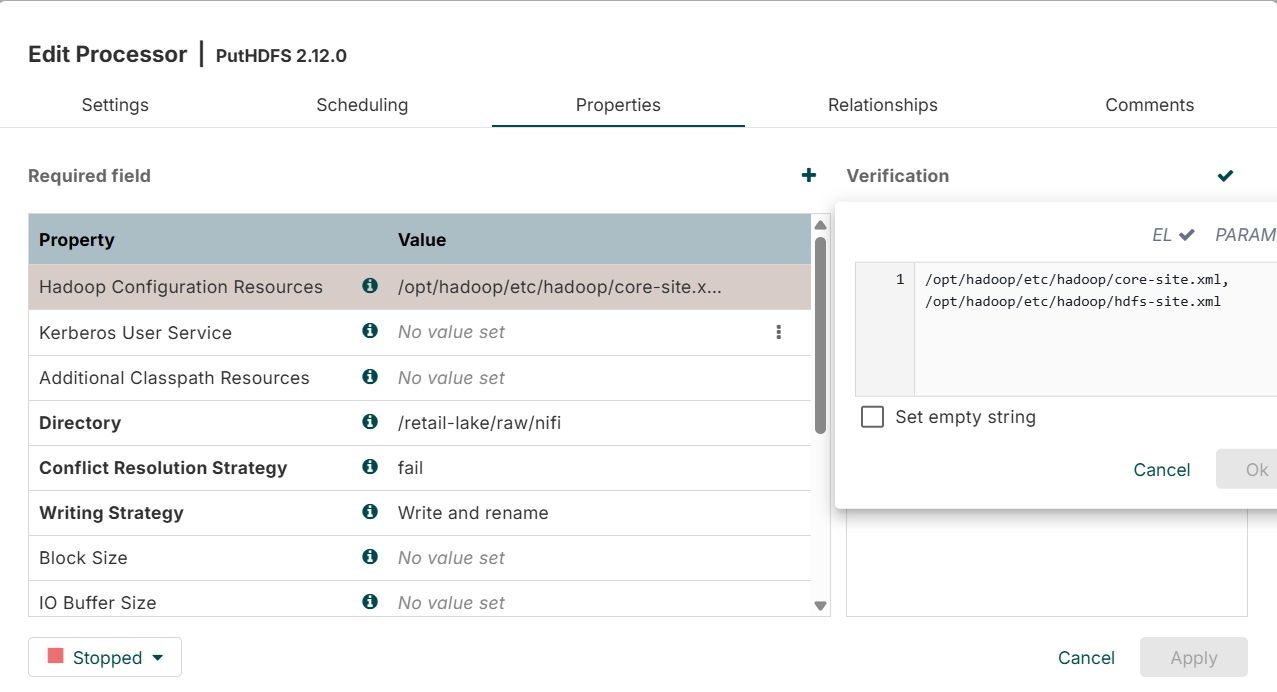 Edit Processor | PutHDFS 2.12.0
Settings Scheduling Properties Relationships Comments
Required field Verification
Property Value
EL PARAM
Hadoop Configuration Resources /opt/hadoop/etc/hadoop/core-site.x...
1 /opt/hadoop/etc/hadoop/core-site.xml,
/opt/hadoop/etc/hadoop/hdfs-site.xml
Kerberos User Service No value set
Additional Classpath Resources No value set
Set empty string
Directory /retail-lake/raw/nifi
Conflict Resolution Strategy fail
Cancel Ok
Writing Strategy Write and rename
Block Size No value set
IO Buffer Size No value set
Stopped Cancel Apply